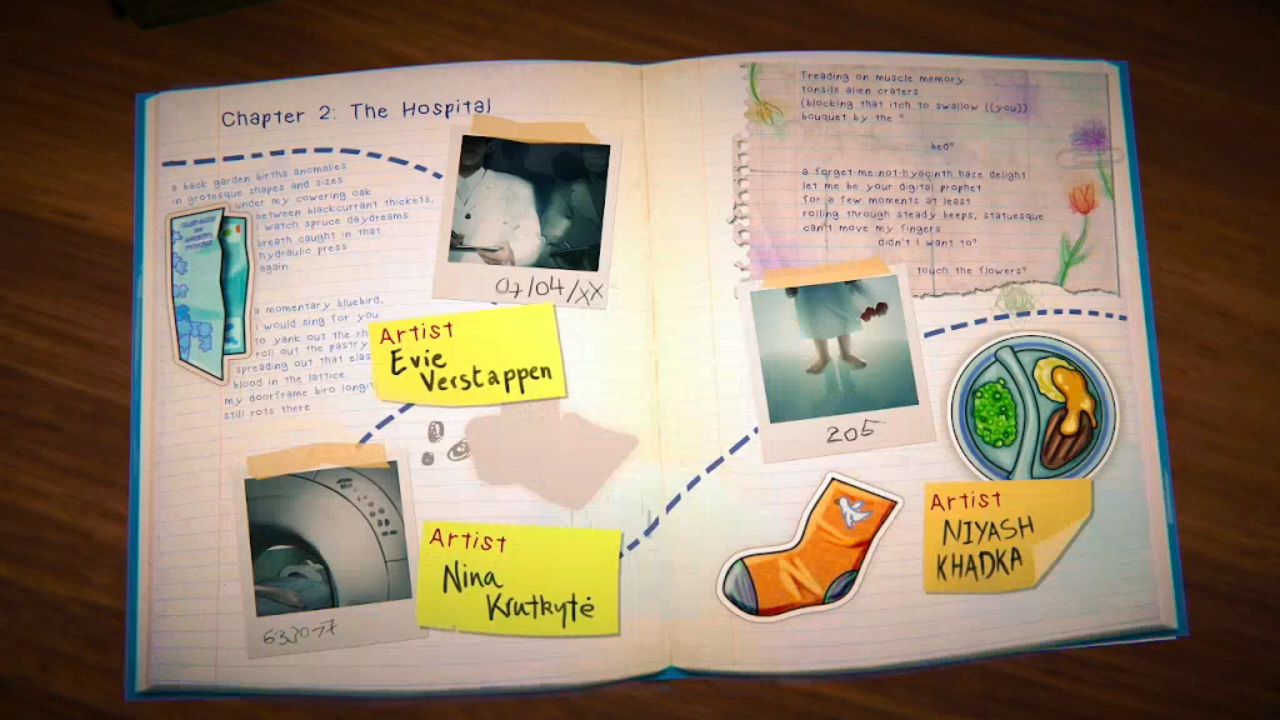 Chapter 2: The Hospital
a back garden births anomalies
in grotesque shapes and sizes.
under my cowering oak
between blackcurrant thickets,
i watch spruce daydreams
breath caught in that
hydraulic press
again.
a momentary bluebird,
i would sing for you
to yank out the
roll out the pastry
spreading out that
blood in the lattice
my doorframe biro
still rots there
07/04/XX
Artist
Evie
Verstappen
633077
Artist
Nina
Krutkytė
Treading on muscle memory
tonsils alien craters
(blocking that itch to swallow ((you))
bouquet by the
bed?
a forget-me-not-hyacinth haze delight
let me be your digital prophet
for a few moments at least
rolling through steady beeps, statuesque
can't move my fingers
didn't I want to?
touch the flowers?
205
Artist
NIYASH
KHADKA